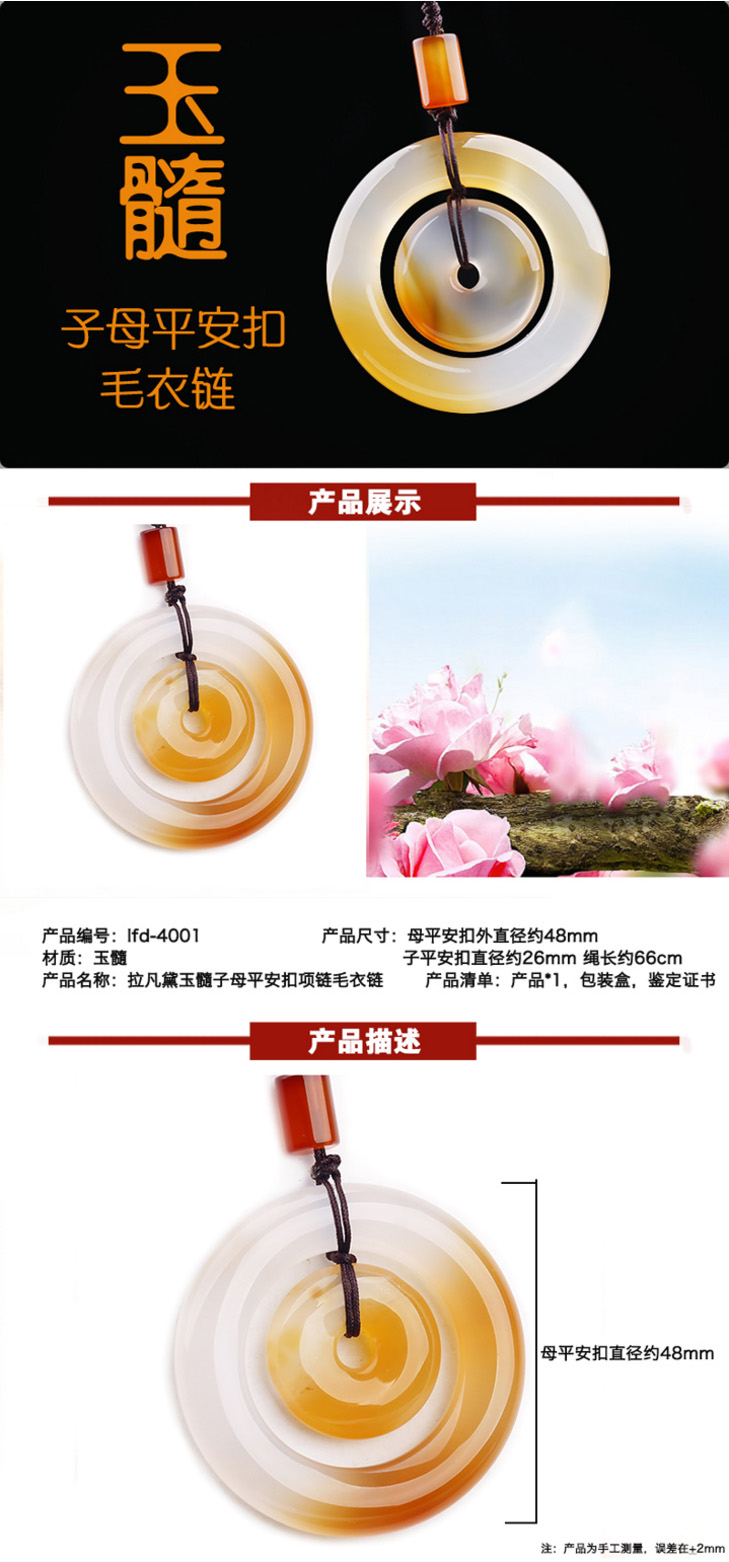 玉髓
子母平安扣
毛衣链
产品展示
产品编号：lfd-4001
产品尺寸：母平安扣外直径约48mm
材质：玉髓
子平安扣直径约26mm 绳长约66cm
产品名称：拉凡黛玉髓子母平安扣项链毛衣链
产品清单：产品*1，包装盒，鉴定证书
产品描述
母平安扣直径约48mm
注：产品为手工测量，误差在±2mm